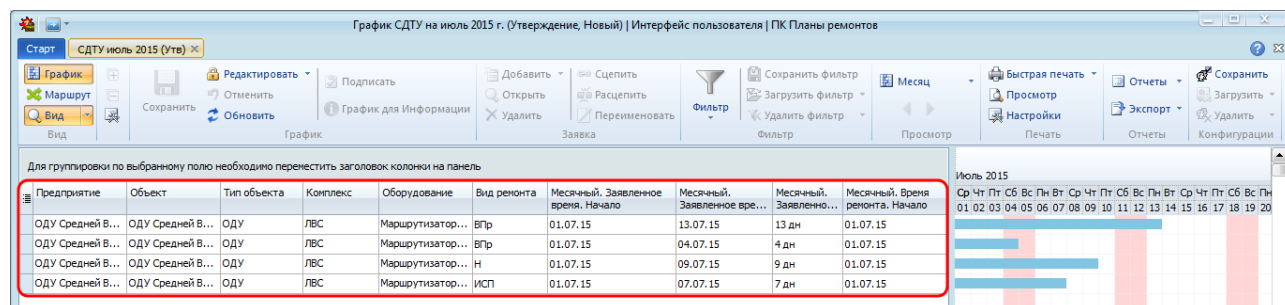 График СДТУ на июль 2015 г. (Утверждение, Новый) | Интерфейс пользователя | ПК Планы ремонтов
Старт СДТУ июль 2015 (Утв)
График Редактировать Подписать Добавить Сцепить Сохранить фильтр Месяц Быстрая печать Отчеты Сохранить
Маршрут Сохранить Отменить График для Информации Открыть Расцепить Фильтр Загрузить фильтр Просмотр Экспорт Загрузить
Вид Обновить Удалить Переименовать Удалить фильтр Настройки Удалить
Вид График Заявка Фильтр Просмотр Печать Отчеты Конфигурации
Для группировки по выбранному полю необходимо переместить заголовок колонки на панель
Июль 2015
Предприятие Объект Тип объекта Комплекс Оборудование Вид ремонта Месячный. Заявленное Месячный. Месячный. Месячный. Время Ср Чт Пт Сб Вс Пн Вт Ср Чт Пт Сб Вс Пн Вт Ср Чт Пт Сб Вс Пн
время. Начало Заявленное вре... Заявленно... ремонта. Начало 01 02 03 04 05 06 07 08 09 10 11 12 13 14 15 16 17 18 19 20
ОДУ Средней В... ОДУ Средней В... ОДУ ЛВС Маршрутизатор... ВПр 01.07.15 13.07.15 13 дн 01.07.15
ОДУ Средней В... ОДУ Средней В... ОДУ ЛВС Маршрутизатор... ВПр 01.07.15 04.07.15 4 дн 01.07.15
ОДУ Средней В... ОДУ Средней В... ОДУ ЛВС Маршрутизатор... Н 01.07.15 09.07.15 9 дн 01.07.15
ОДУ Средней В... ОДУ Средней В... ОДУ ЛВС Маршрутизатор... ИСП 01.07.15 07.07.15 7 дн 01.07.15